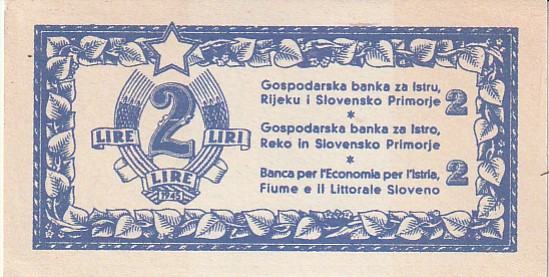 2
LIRE LIRI
LIRE
1945
Gospodarska banka za Istru,
Rijeku i Slovensko Primorje
2
*
Gospodarska banka za Istro,
Reko in Slovensko Primorje
*
Banca per l'Economia per l'Istria,
Fiume e il Littorale Sloveno
2